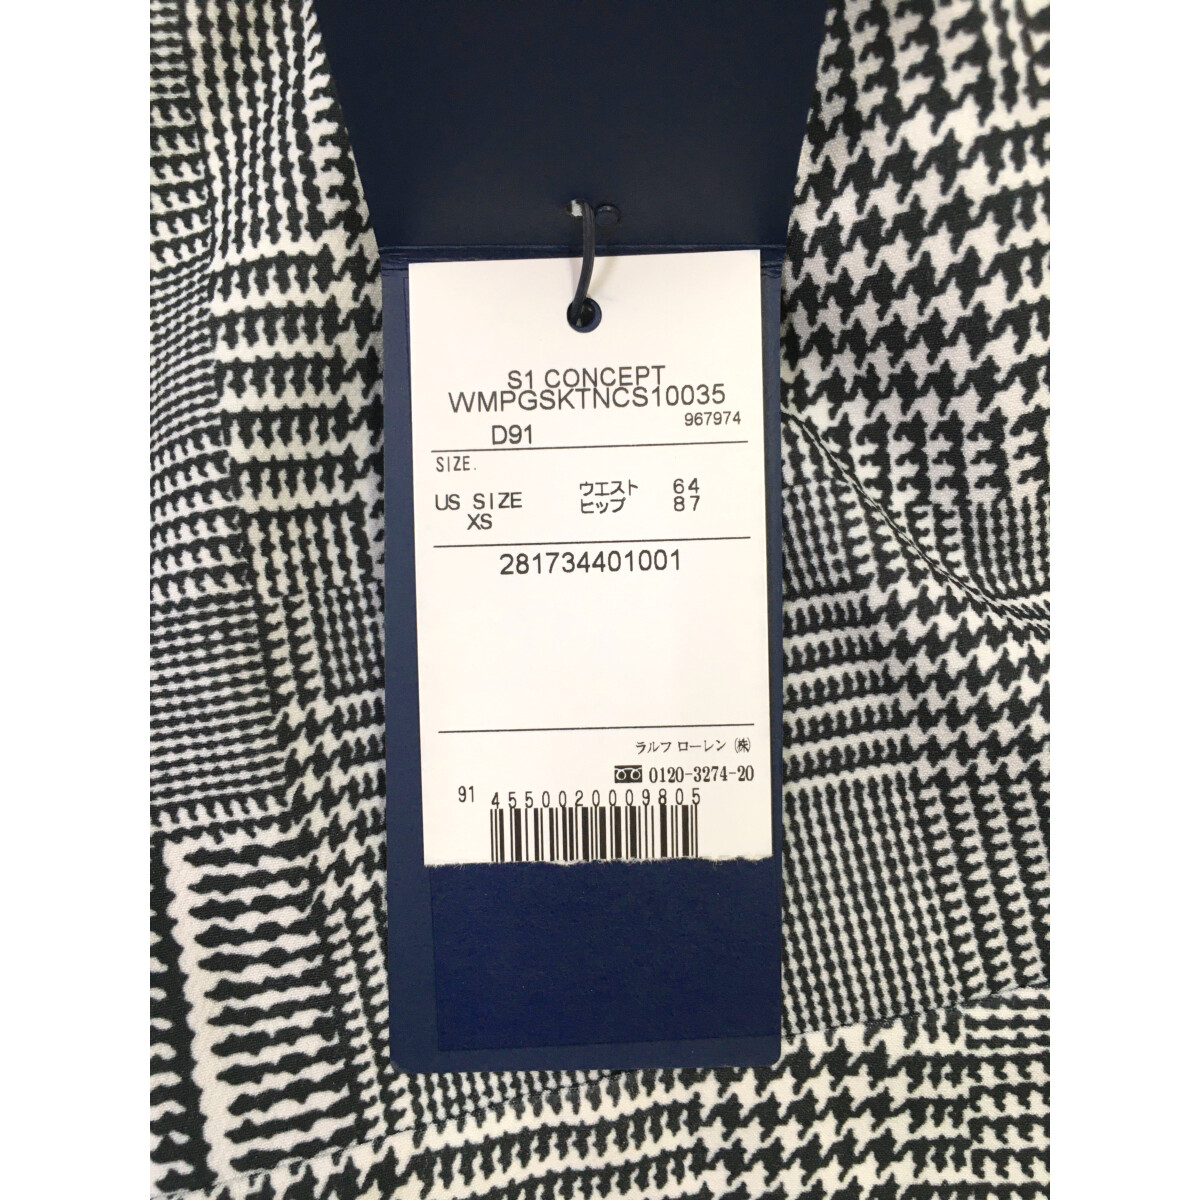 S1 CONCEPT
WMPGSKTNCS10035
967974
D91
SIZE.
US SIZE ウエスト 64
XS ヒップ 87
281734401001
ラルフ ローレン ㈱
0120-3274-20
91 4550020009805